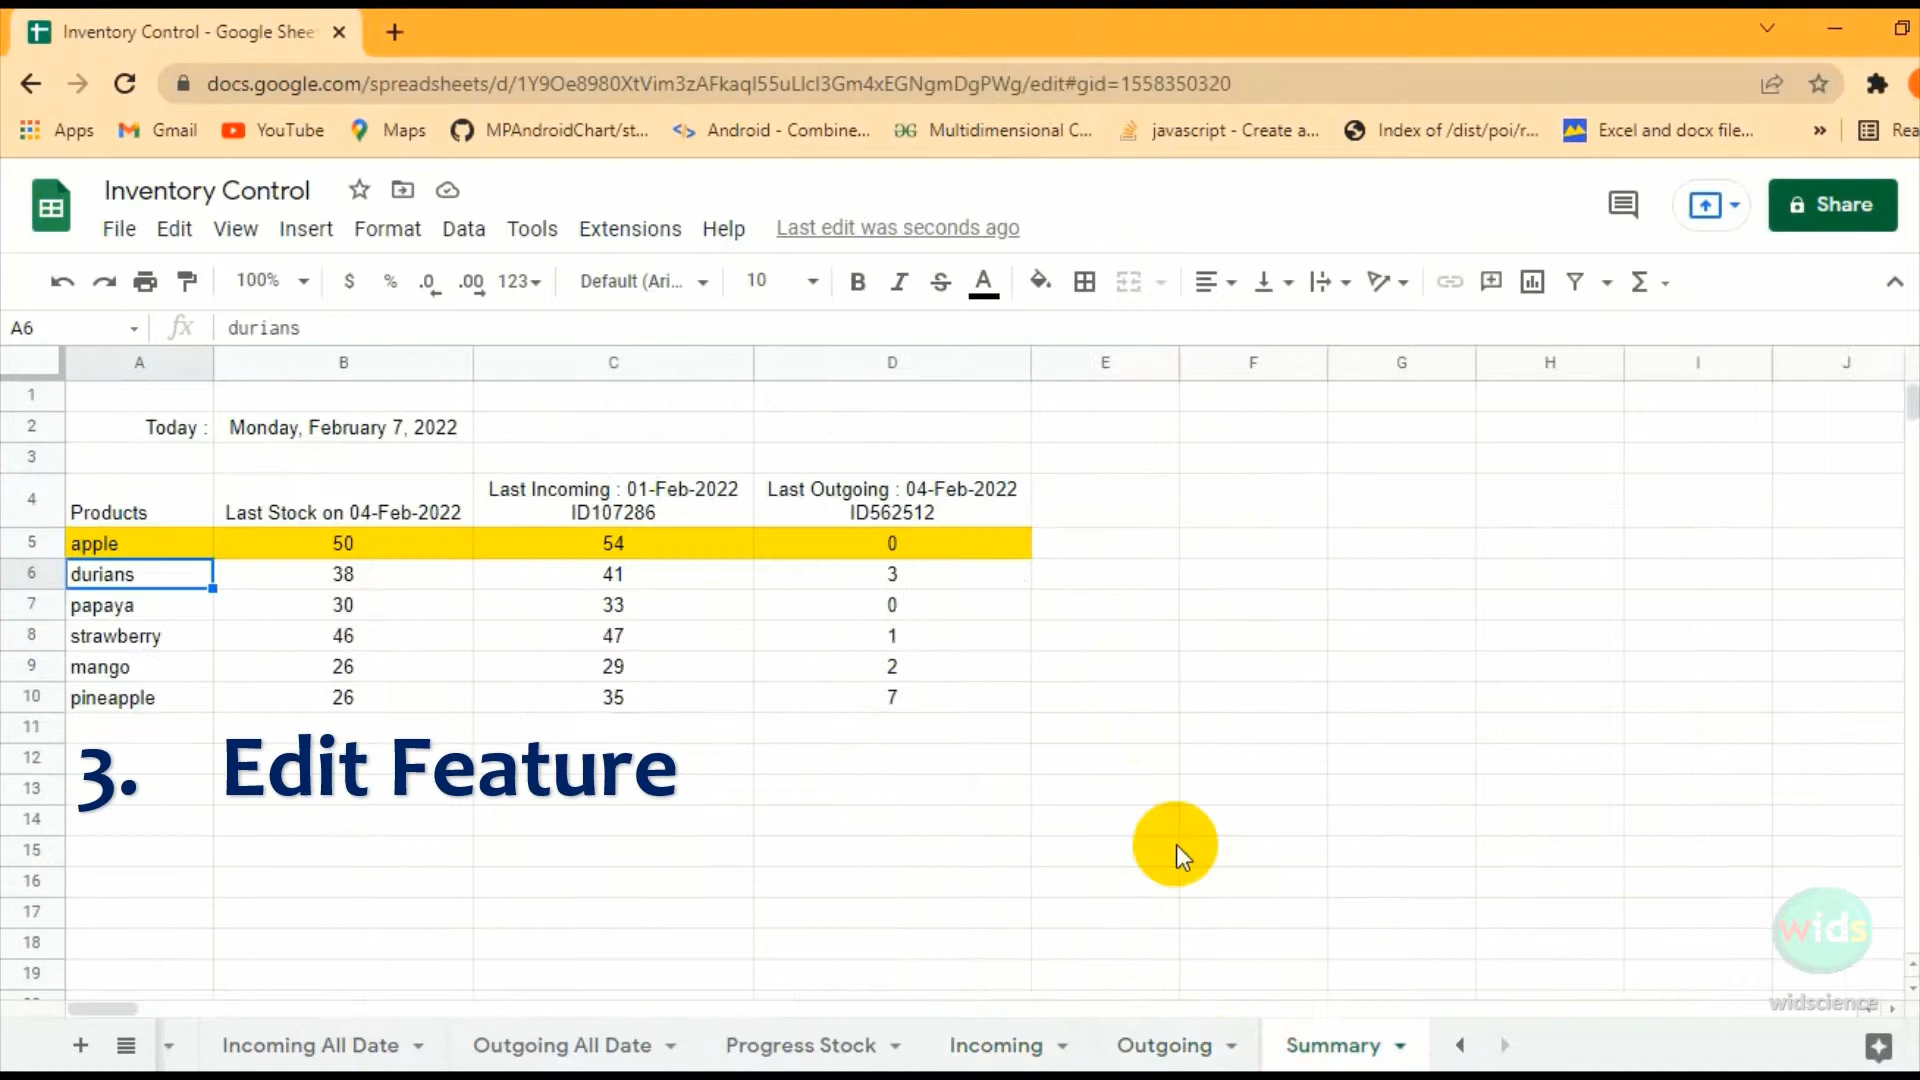 Inventory Control - Google Shee
docs.google.com/spreadsheets/d/1Y9Oe8980XtVim3zAFkaqI55uLlcI3Gm4xEGNgmDgPWg/edit#gid=1558350320
Apps Gmail YouTube Maps MPAndroidChart/st... Android - Combine... Multidimensional C... javascript - Create a... Index of /dist/poi/r... Excel and docx file... » Rea
Inventory Control
File Edit View Insert Format Data Tools Extensions Help Last edit was seconds ago
Share
100% $ % .0 .00 123 Default (Ari... 10 B I S A Σ
A6 fx durians
A B C D E F G H I J
1
2 Today : Monday, February 7, 2022
3
Last Incoming : 01-Feb-2022 Last Outgoing : 04-Feb-2022
4 Products Last Stock on 04-Feb-2022 ID107286 ID562512
5 apple 50 54 0
6 durians 38 41 3
7 papaya 30 33 0
8 strawberry 46 47 1
9 mango 26 29 2
10 pineapple 26 35 7
11
12
3. Edit Feature
13
14
15
16
17
18
wids
19
widscience
Incoming All Date Outgoing All Date Progress Stock Incoming Outgoing Summary